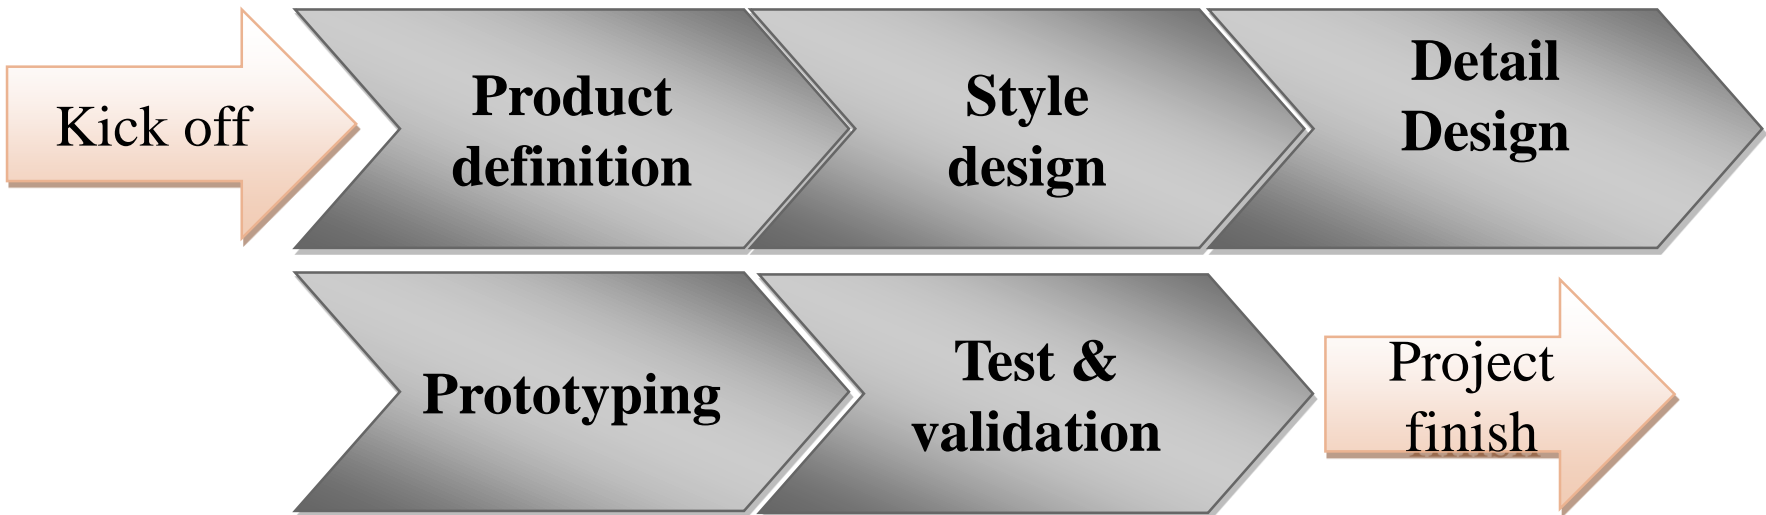 Kick off
Product
definition
Style
design
Detail
Design
Prototyping
Test &
validation
Project
finish